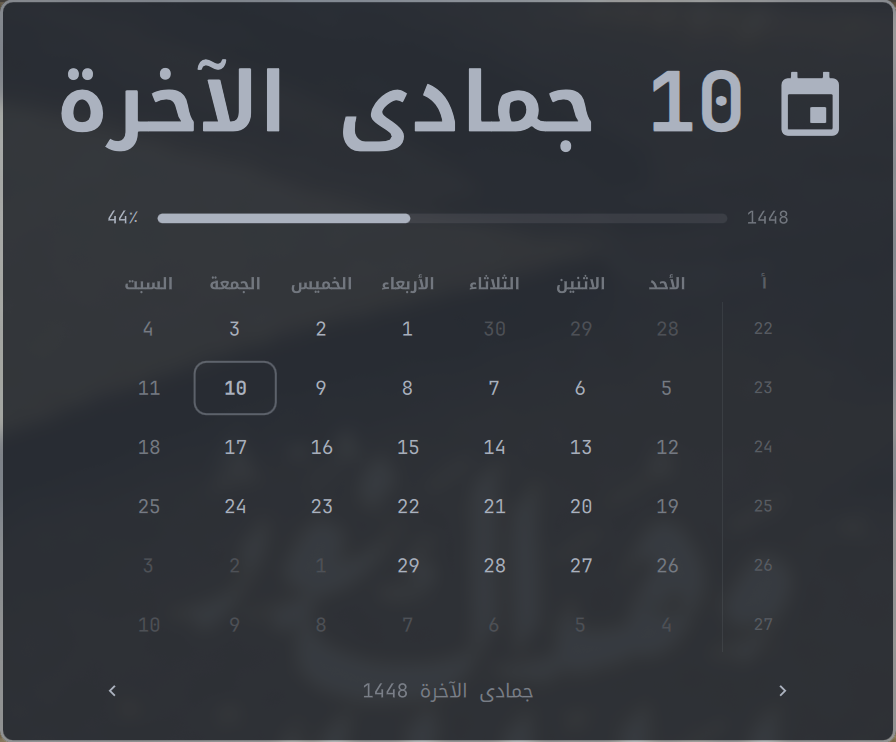 10 جمادى الآخرة
1448 44٪
أ الأحد الاثنين الثلاثاء الأربعاء الخميس الجمعة السبت
22 28 29 30 1 2 3 4
23 5 6 7 8 9 10 11
24 12 13 14 15 16 17 18
25 19 20 21 22 23 24 25
26 26 27 28 29 1 2 3
27 4 5 6 7 8 9 10
جمادى الآخرة 1448